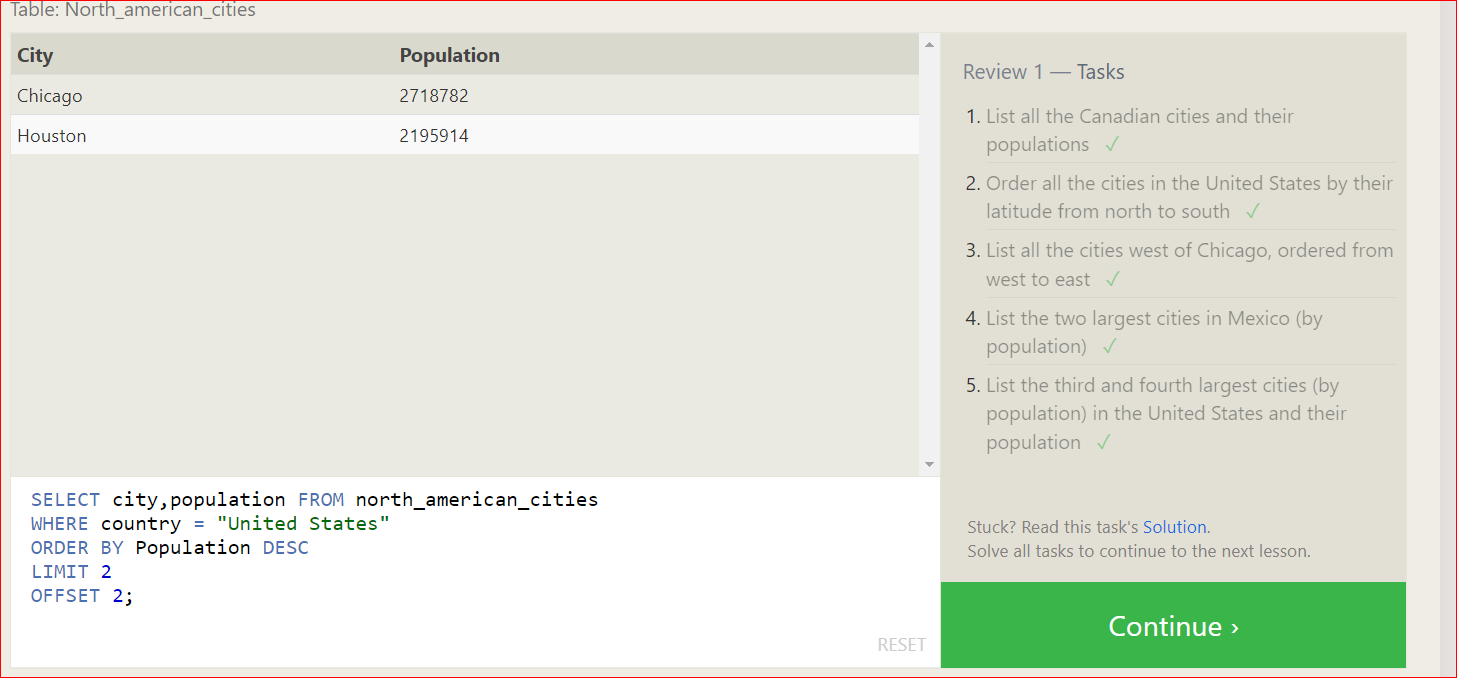 Table: North_american_cities
City Population
Chicago 2718782
Houston 2195914
SELECT city,population FROM north_american_cities
WHERE country = "United States"
ORDER BY Population DESC
LIMIT 2
OFFSET 2;
RESET
Review 1 — Tasks
1. List all the Canadian cities and their
populations ✓
2. Order all the cities in the United States by their
latitude from north to south ✓
3. List all the cities west of Chicago, ordered from
west to east ✓
4. List the two largest cities in Mexico (by
population) ✓
5. List the third and fourth largest cities (by
population) in the United States and their
population ✓
Stuck? Read this task's Solution.
Solve all tasks to continue to the next lesson.
Continue ›